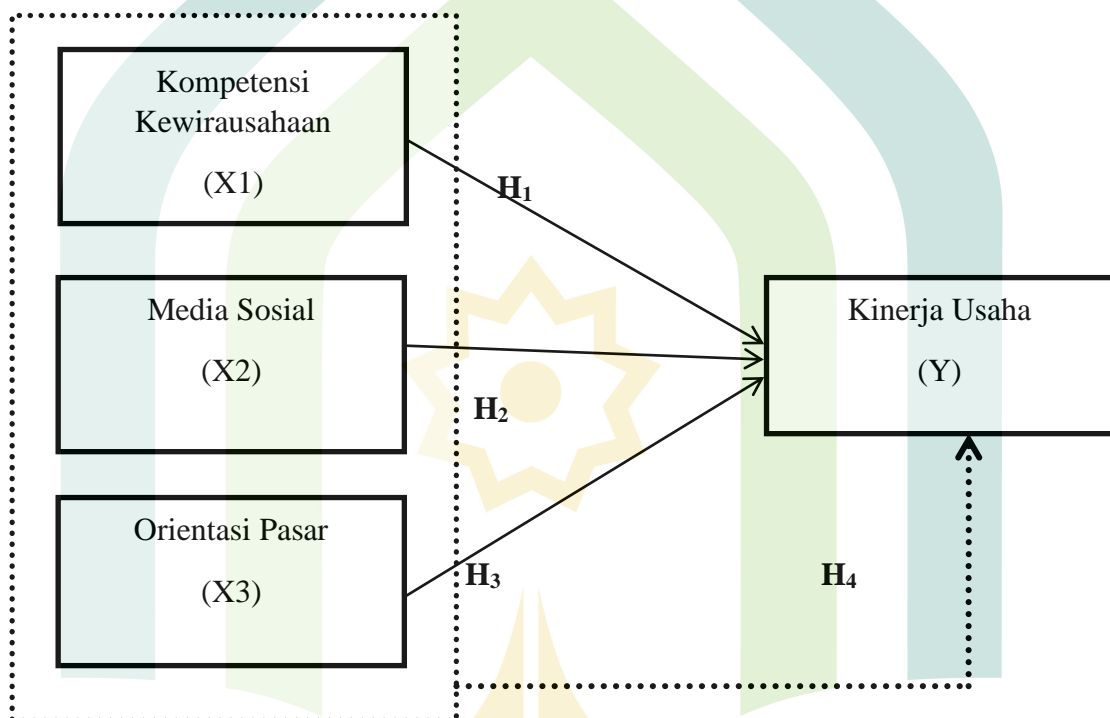 Kompetensi
Kewirausahaan
(X1)
H₁
Media Sosial
(X2)
H₂
Kinerja Usaha
(Y)
Orientasi Pasar
(X3)
H₃
H₄